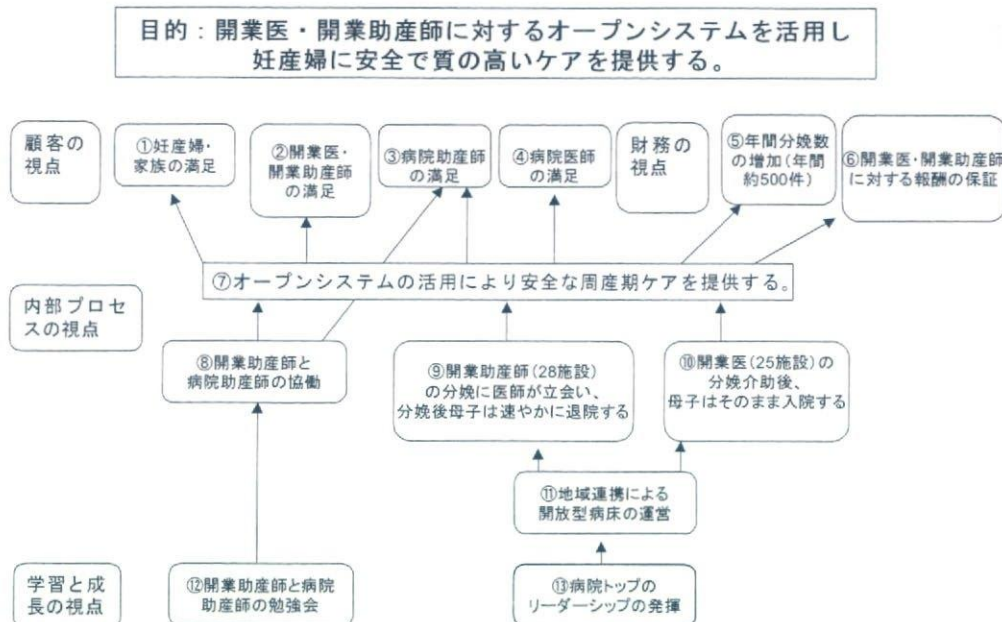 目的：開業医・開業助産師に対するオープンシステムを活用し
妊産婦に安全で質の高いケアを提供する。
顧客の
視点
①妊産婦・
家族の満足
②開業医・
開業助産師
の満足
③病院助産師
の満足
④病院医師
の満足
財務の
視点
⑤年間分娩数
の増加(年間
約500件)
⑥開業医・開業助産師
に対する報酬の保証
⑦オープンシステムの活用により安全な周産期ケアを提供する。
内部プロセ
スの視点
⑧開業助産師と
病院助産師の協働
⑨開業助産師(28施設)
の分娩に医師が立会い、
分娩後母子は速やかに退院する
⑩開業医(25施設)の
分娩介助後、
母子はそのまま入院する
⑪地域連携による
開放型病床の運営
学習と成
長の視点
⑫開業助産師と病院
助産師の勉強会
⑬病院トップの
リーダーシップの発揮